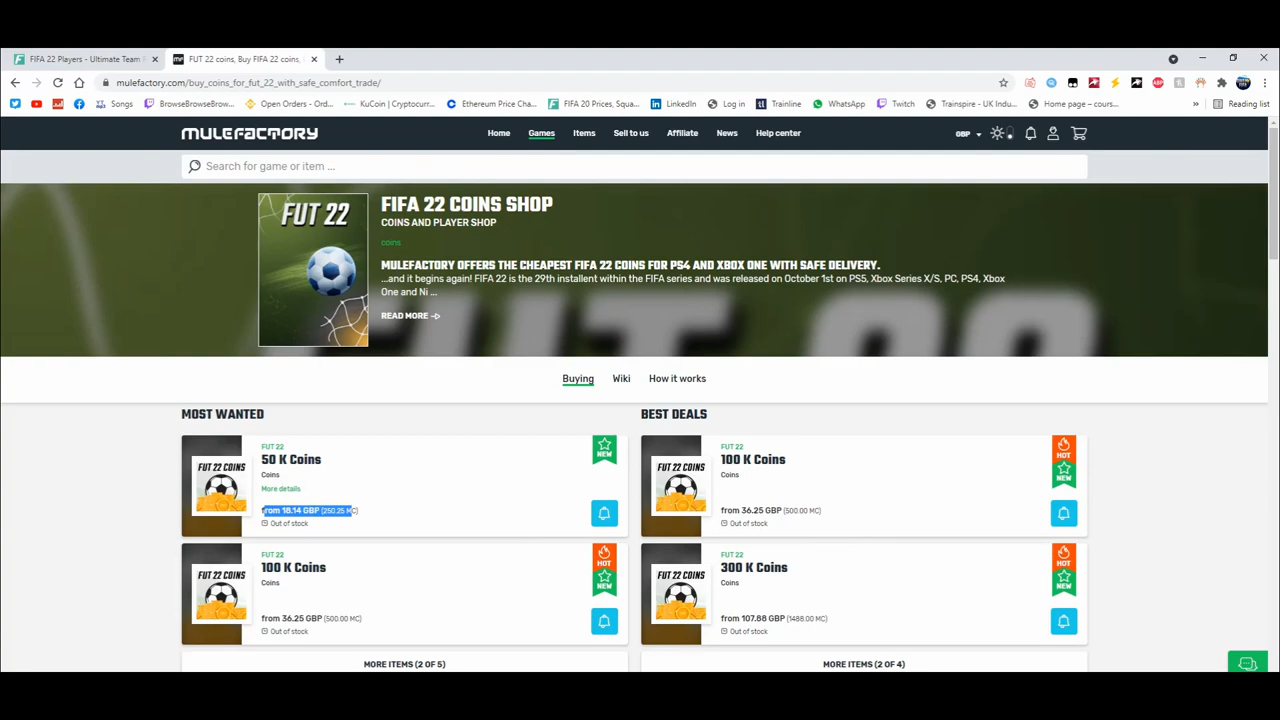 FIFA 22 Players - Ultimate Team
FUT 22 coins, Buy FIFA 22 coins,
mulefactory.com/buy_coins_for_fut_22_with_safe_comfort_trade/
Songs
BrowseBrowseBrow...
Open Orders - Ord...
KuCoin | Cryptocurr...
Ethereum Price Cha...
FIFA 20 Prices, Squa...
LinkedIn
Log in
Trainline
WhatsApp
Twitch
Trainspire - UK Indu...
Home page – cours...
»
Reading list
MULEFACTORY
Home
Games
Items
Sell to us
Affiliate
News
Help center
GBP
Search for game or item ...
FUT 22
FIFA 22 COINS SHOP
COINS AND PLAYER SHOP
coins
MULEFACTORY OFFERS THE CHEAPEST FIFA 22 COINS FOR PS4 AND XBOX ONE WITH SAFE DELIVERY.
...and it begins again! FIFA 22 is the 29th installent within the FIFA series and was released on October 1st on PS5, Xbox Series X/S, PC, PS4, Xbox
One and Ni ...
READ MORE
Buying
Wiki
How it works
MOST WANTED
FUT 22 COINS
FUT 22
50 K Coins
Coins
More details
from 18.14 GBP (250.25 MC)
Out of stock
NEW
FUT 22 COINS
FUT 22
100 K Coins
Coins
from 36.25 GBP (500.00 MC)
Out of stock
HOT
NEW
MORE ITEMS (2 OF 5)
BEST DEALS
FUT 22 COINS
FUT 22
100 K Coins
Coins
from 36.25 GBP (500.00 MC)
Out of stock
HOT
NEW
FUT 22 COINS
FUT 22
300 K Coins
Coins
from 107.88 GBP (1488.00 MC)
Out of stock
HOT
NEW
MORE ITEMS (2 OF 4)